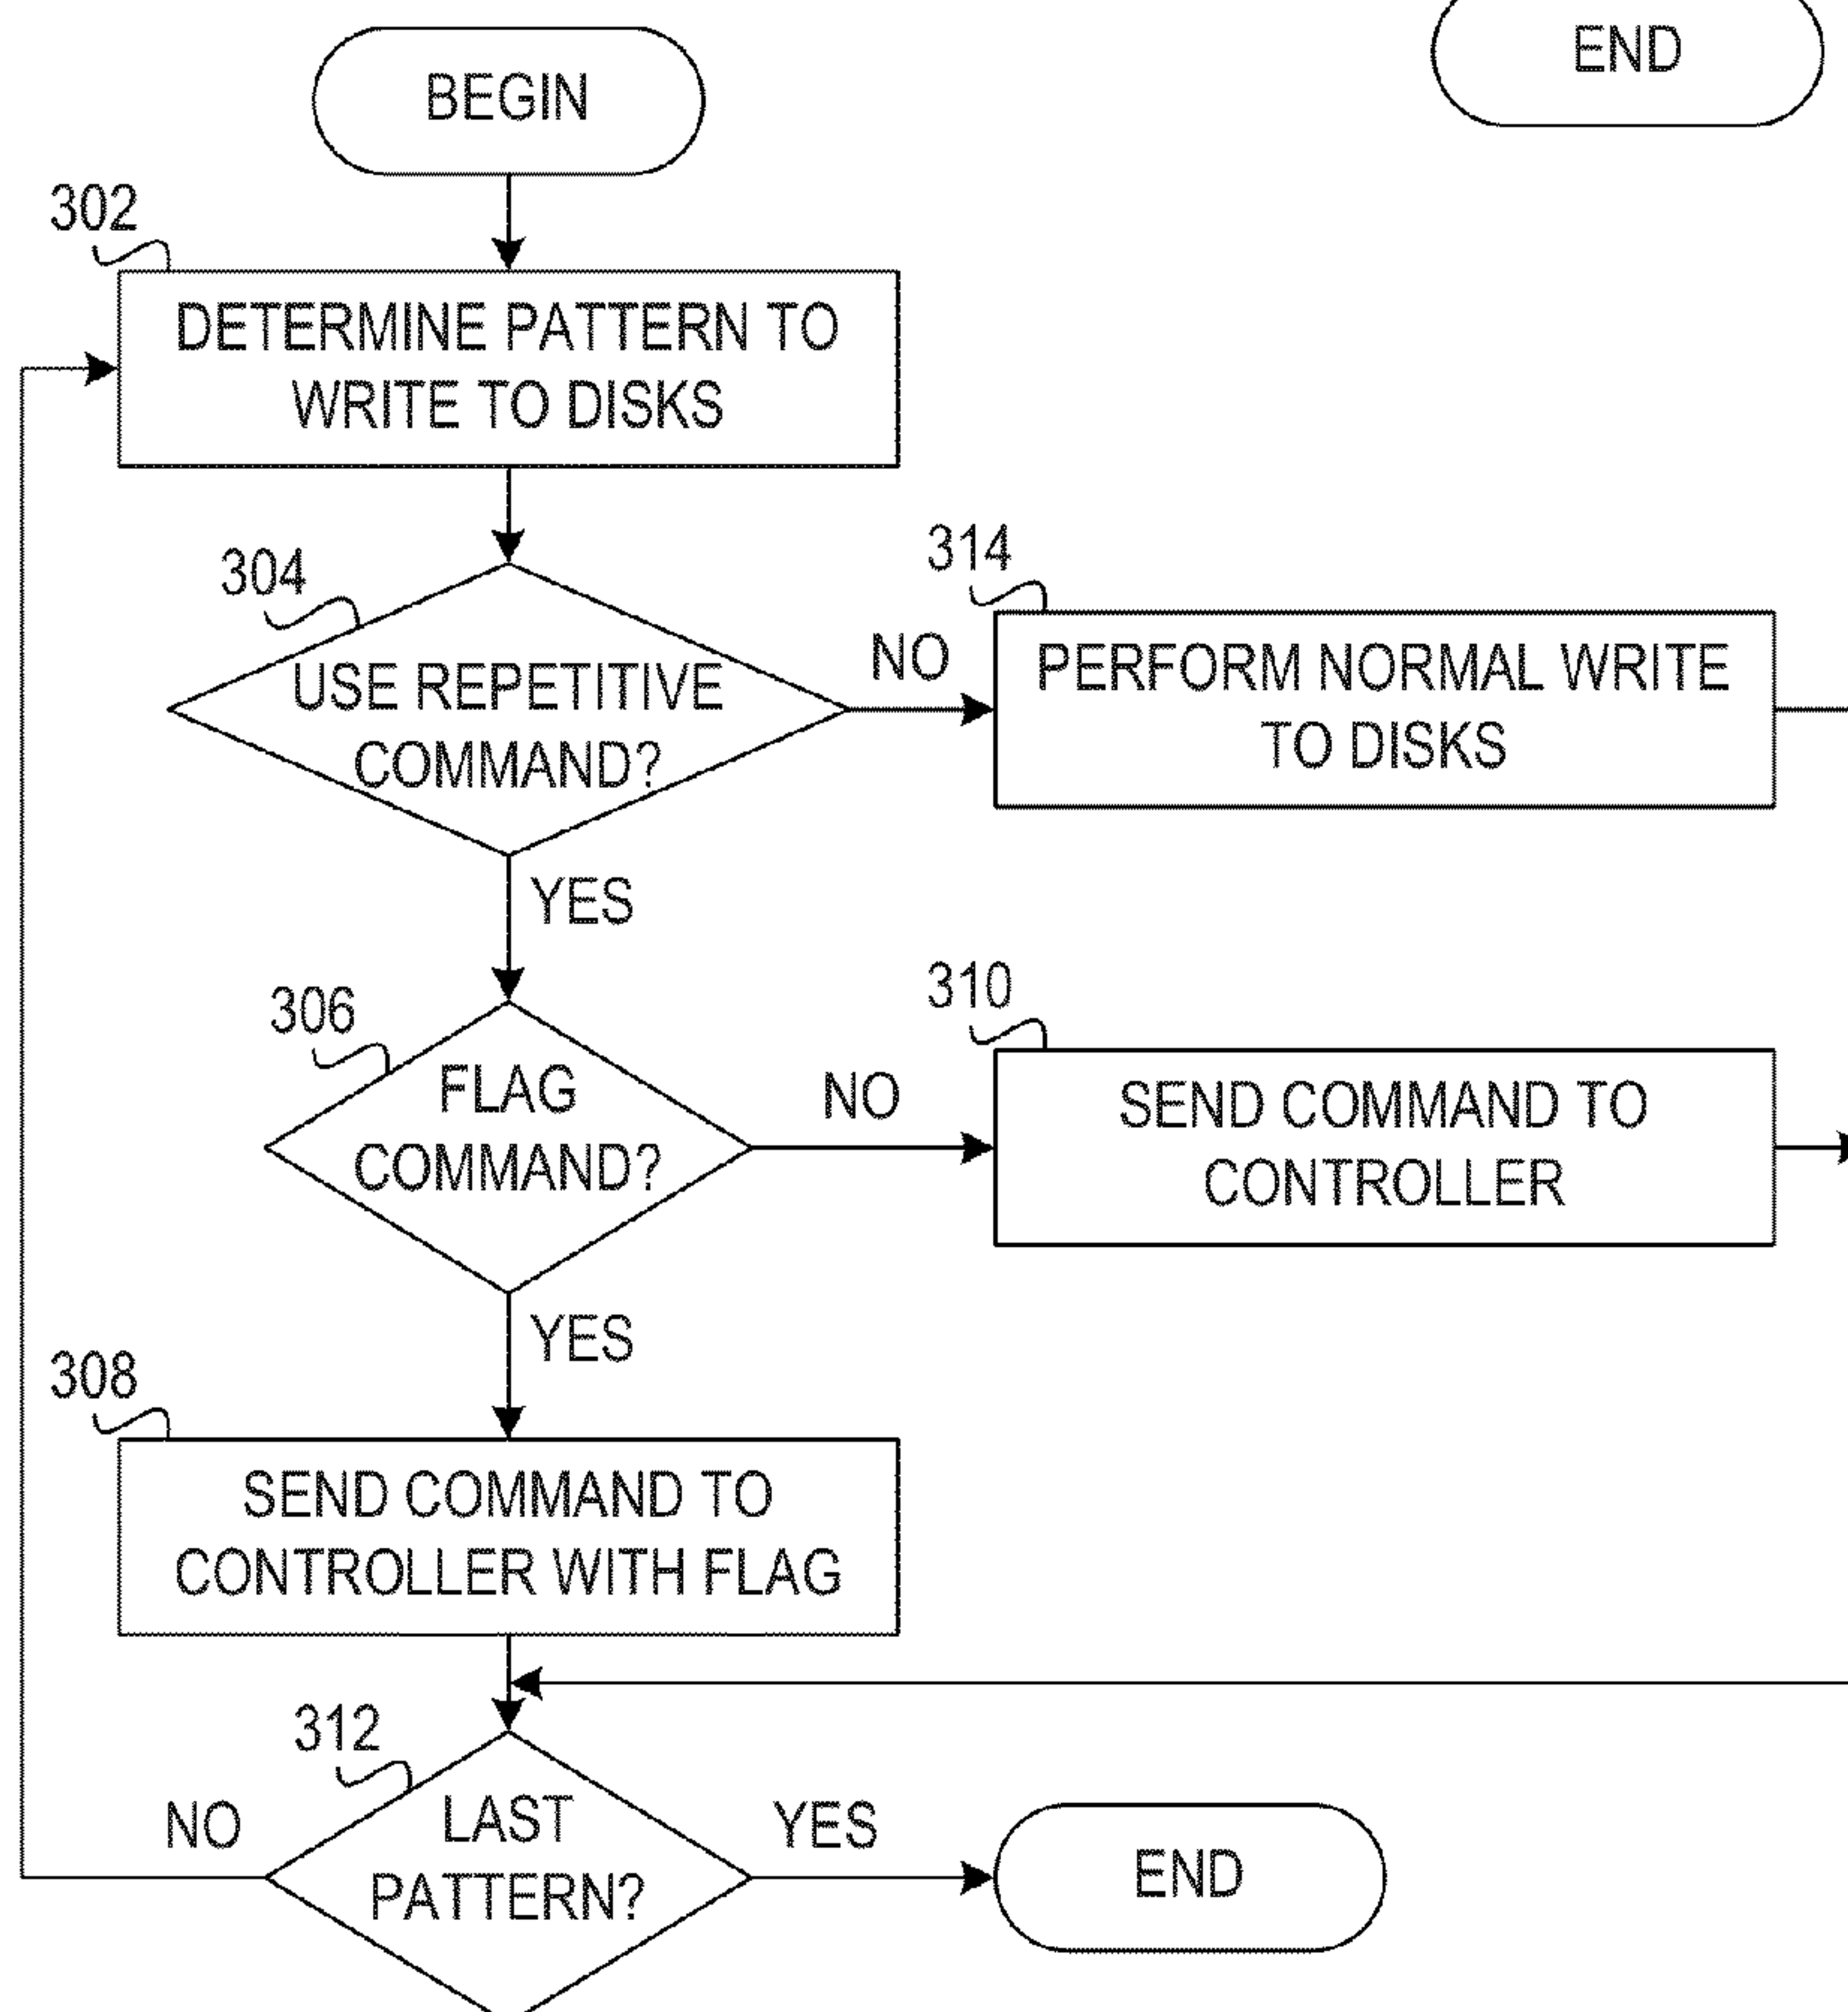 END
BEGIN
302
DETERMINE PATTERN TO
WRITE TO DISKS
304
USE REPETITIVE
COMMAND?
NO
314
PERFORM NORMAL WRITE
TO DISKS
YES
306
FLAG
COMMAND?
NO
310
SEND COMMAND TO
CONTROLLER
YES
308
SEND COMMAND TO
CONTROLLER WITH FLAG
312
NO
LAST
PATTERN?
YES
END